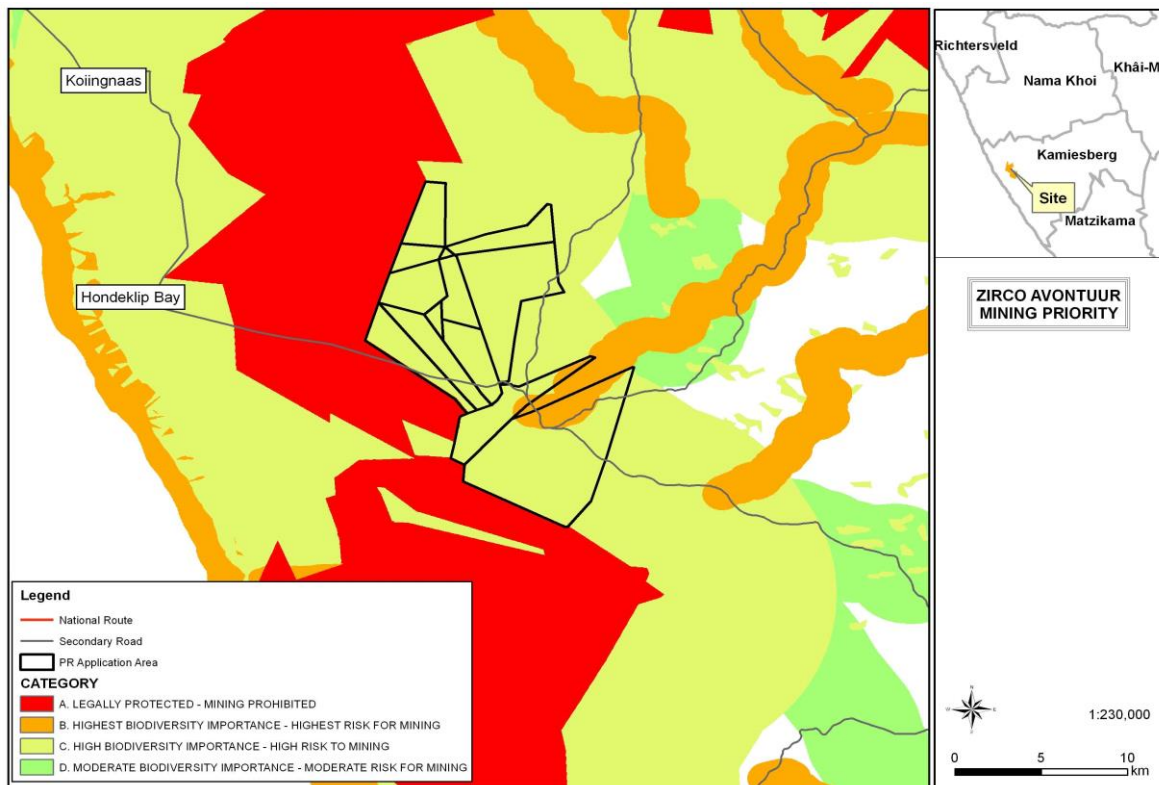 Koiingnaas
Hondeklip Bay
Legend
National Route
Secondary Road
PR Application Area
CATEGORY
A. LEGALLY PROTECTED - MINING PROHIBITED
B. HIGHEST BIODIVERSITY IMPORTANCE - HIGHEST RISK FOR MINING
C. HIGH BIODIVERSITY IMPORTANCE - HIGH RISK TO MINING
D. MODERATE BIODIVERSITY IMPORTANCE - MODERATE RISK FOR MINING
Richtersveld
Khâi-M
Nama Khoi
Kamiesberg
Site
Matzikama
ZIRCO AVONTUUR
MINING PRIORITY
N
W
E
S
1:230,000
0 5 10
km